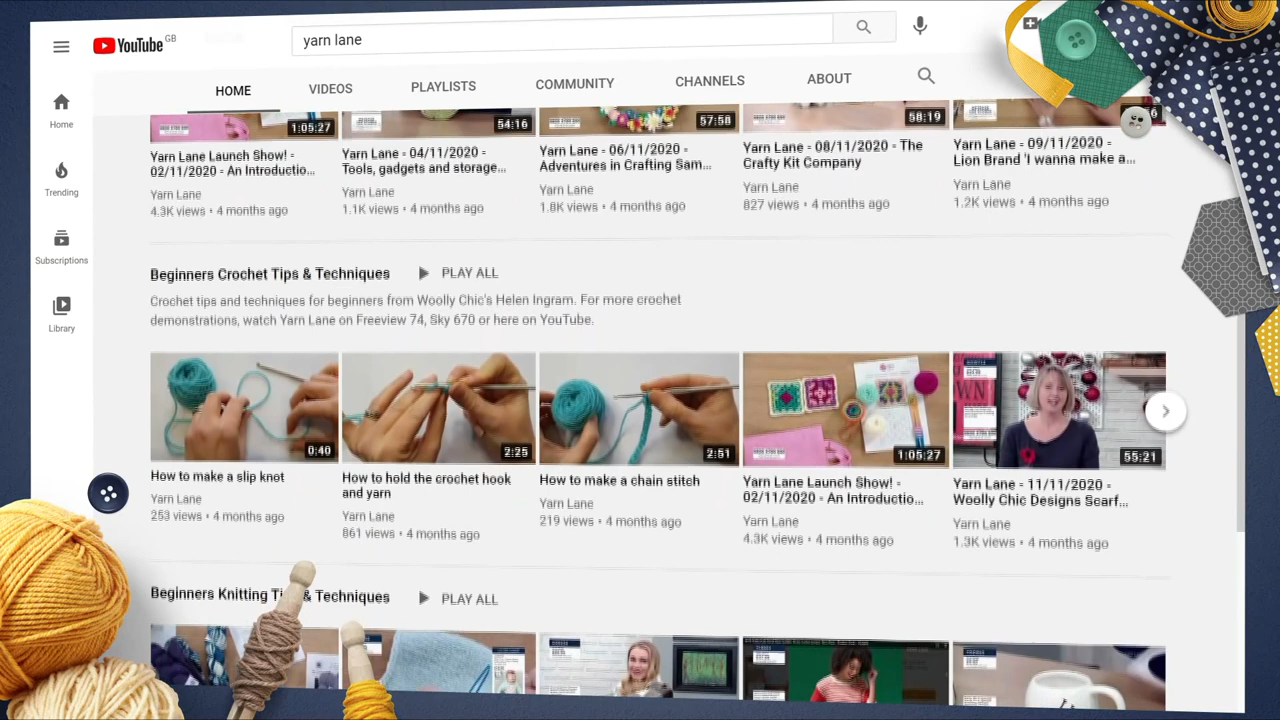 YouTube GB
yarn lane
HOME VIDEOS PLAYLISTS COMMUNITY CHANNELS ABOUT
Home
Trending
Subscriptions
Library
1:05:27
54:16
57:58
58:19
Yarn Lane Launch Show! -
02/11/2020 - An Introductio...
Yarn Lane
4.3K views • 4 months ago
Yarn Lane - 04/11/2020 -
Tools, gadgets and storage...
Yarn Lane
1.1K views • 4 months ago
Yarn Lane - 06/11/2020 -
Adventures in Crafting Sam...
Yarn Lane
1.8K views • 4 months ago
Yarn Lane - 08/11/2020 - The
Crafty Kit Company
Yarn Lane
827 views • 4 months ago
Yarn Lane - 09/11/2020 -
Lion Brand 'I wanna make a...
Yarn Lane
1.2K views • 4 months ago
Beginners Crochet Tips & Techniques PLAY ALL
Crochet tips and techniques for beginners from Woolly Chic's Helen Ingram. For more crochet
demonstrations, watch Yarn Lane on Freeview 74, Sky 670 or here on YouTube.
0:40
2:25
2:51
1:05:27
55:21
How to make a slip knot
Yarn Lane
253 views • 4 months ago
How to hold the crochet hook
and yarn
Yarn Lane
861 views • 4 months ago
How to make a chain stitch
Yarn Lane
219 views • 4 months ago
Yarn Lane Launch Show! -
02/11/2020 - An Introductio...
Yarn Lane
4.3K views • 4 months ago
Yarn Lane - 11/11/2020 -
Woolly Chic Designs Scarf...
Yarn Lane
1.3K views • 4 months ago
Beginners Knitting & Techniques PLAY ALL